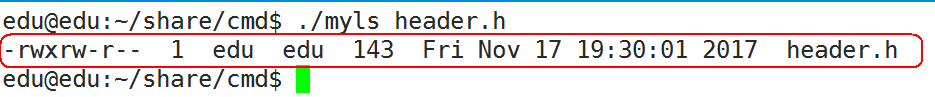 edu@edu:~/share/cmd$ ./myls header.h
-rwxrw-r-- 1 edu edu 143 Fri Nov 17 19:30:01 2017 header.h
edu@edu:~/share/cmd$